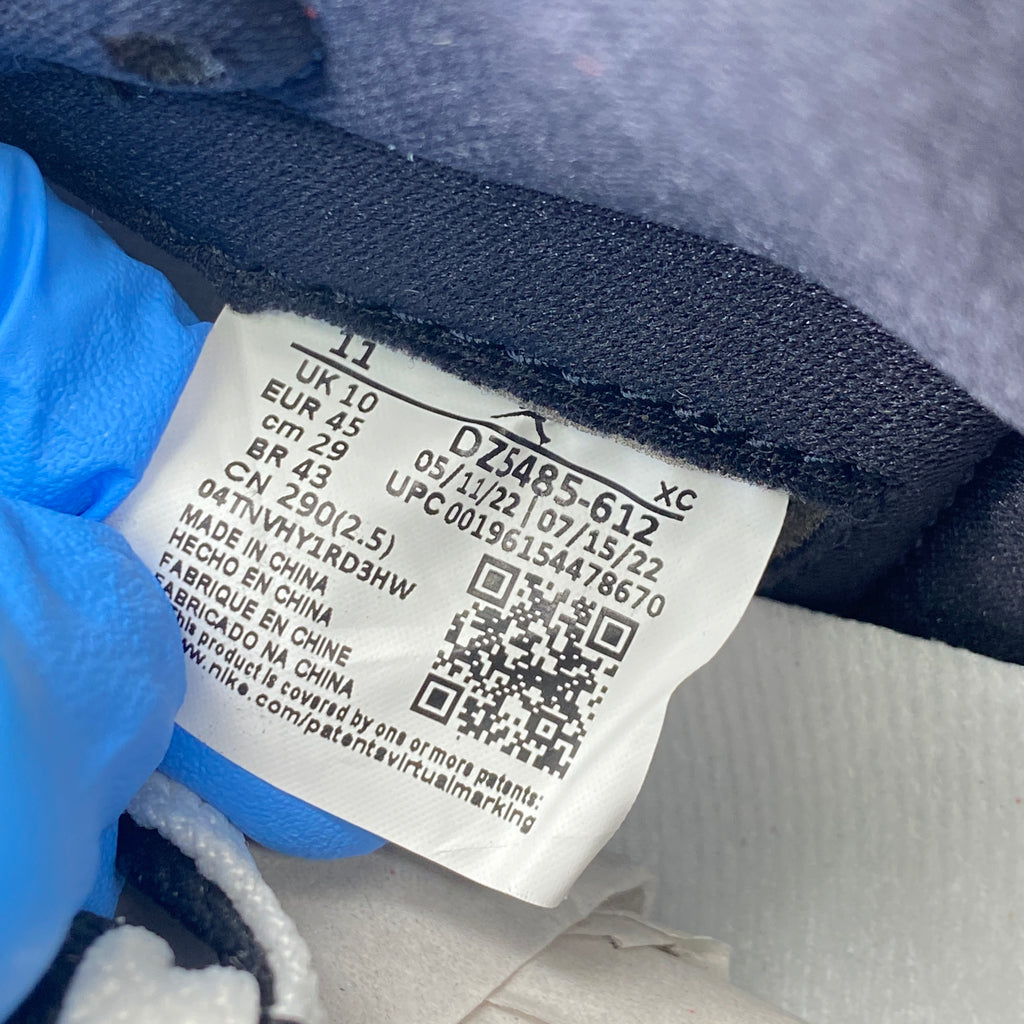 11
UK 10
EUR 45
cm 29
BR 43
CN 290(2.5)
04TNVHY1RD3HW
MADE IN CHINA
HECHO EN CHINA
FABRIQUE EN CHINE
FABRICADO NA CHINA
This product is covered by one or more patents:
www.nike.com/patentsvirtualmarking
XC
DZ5485-612
05/11/22 | 07/15/22
UPC 00196154478670